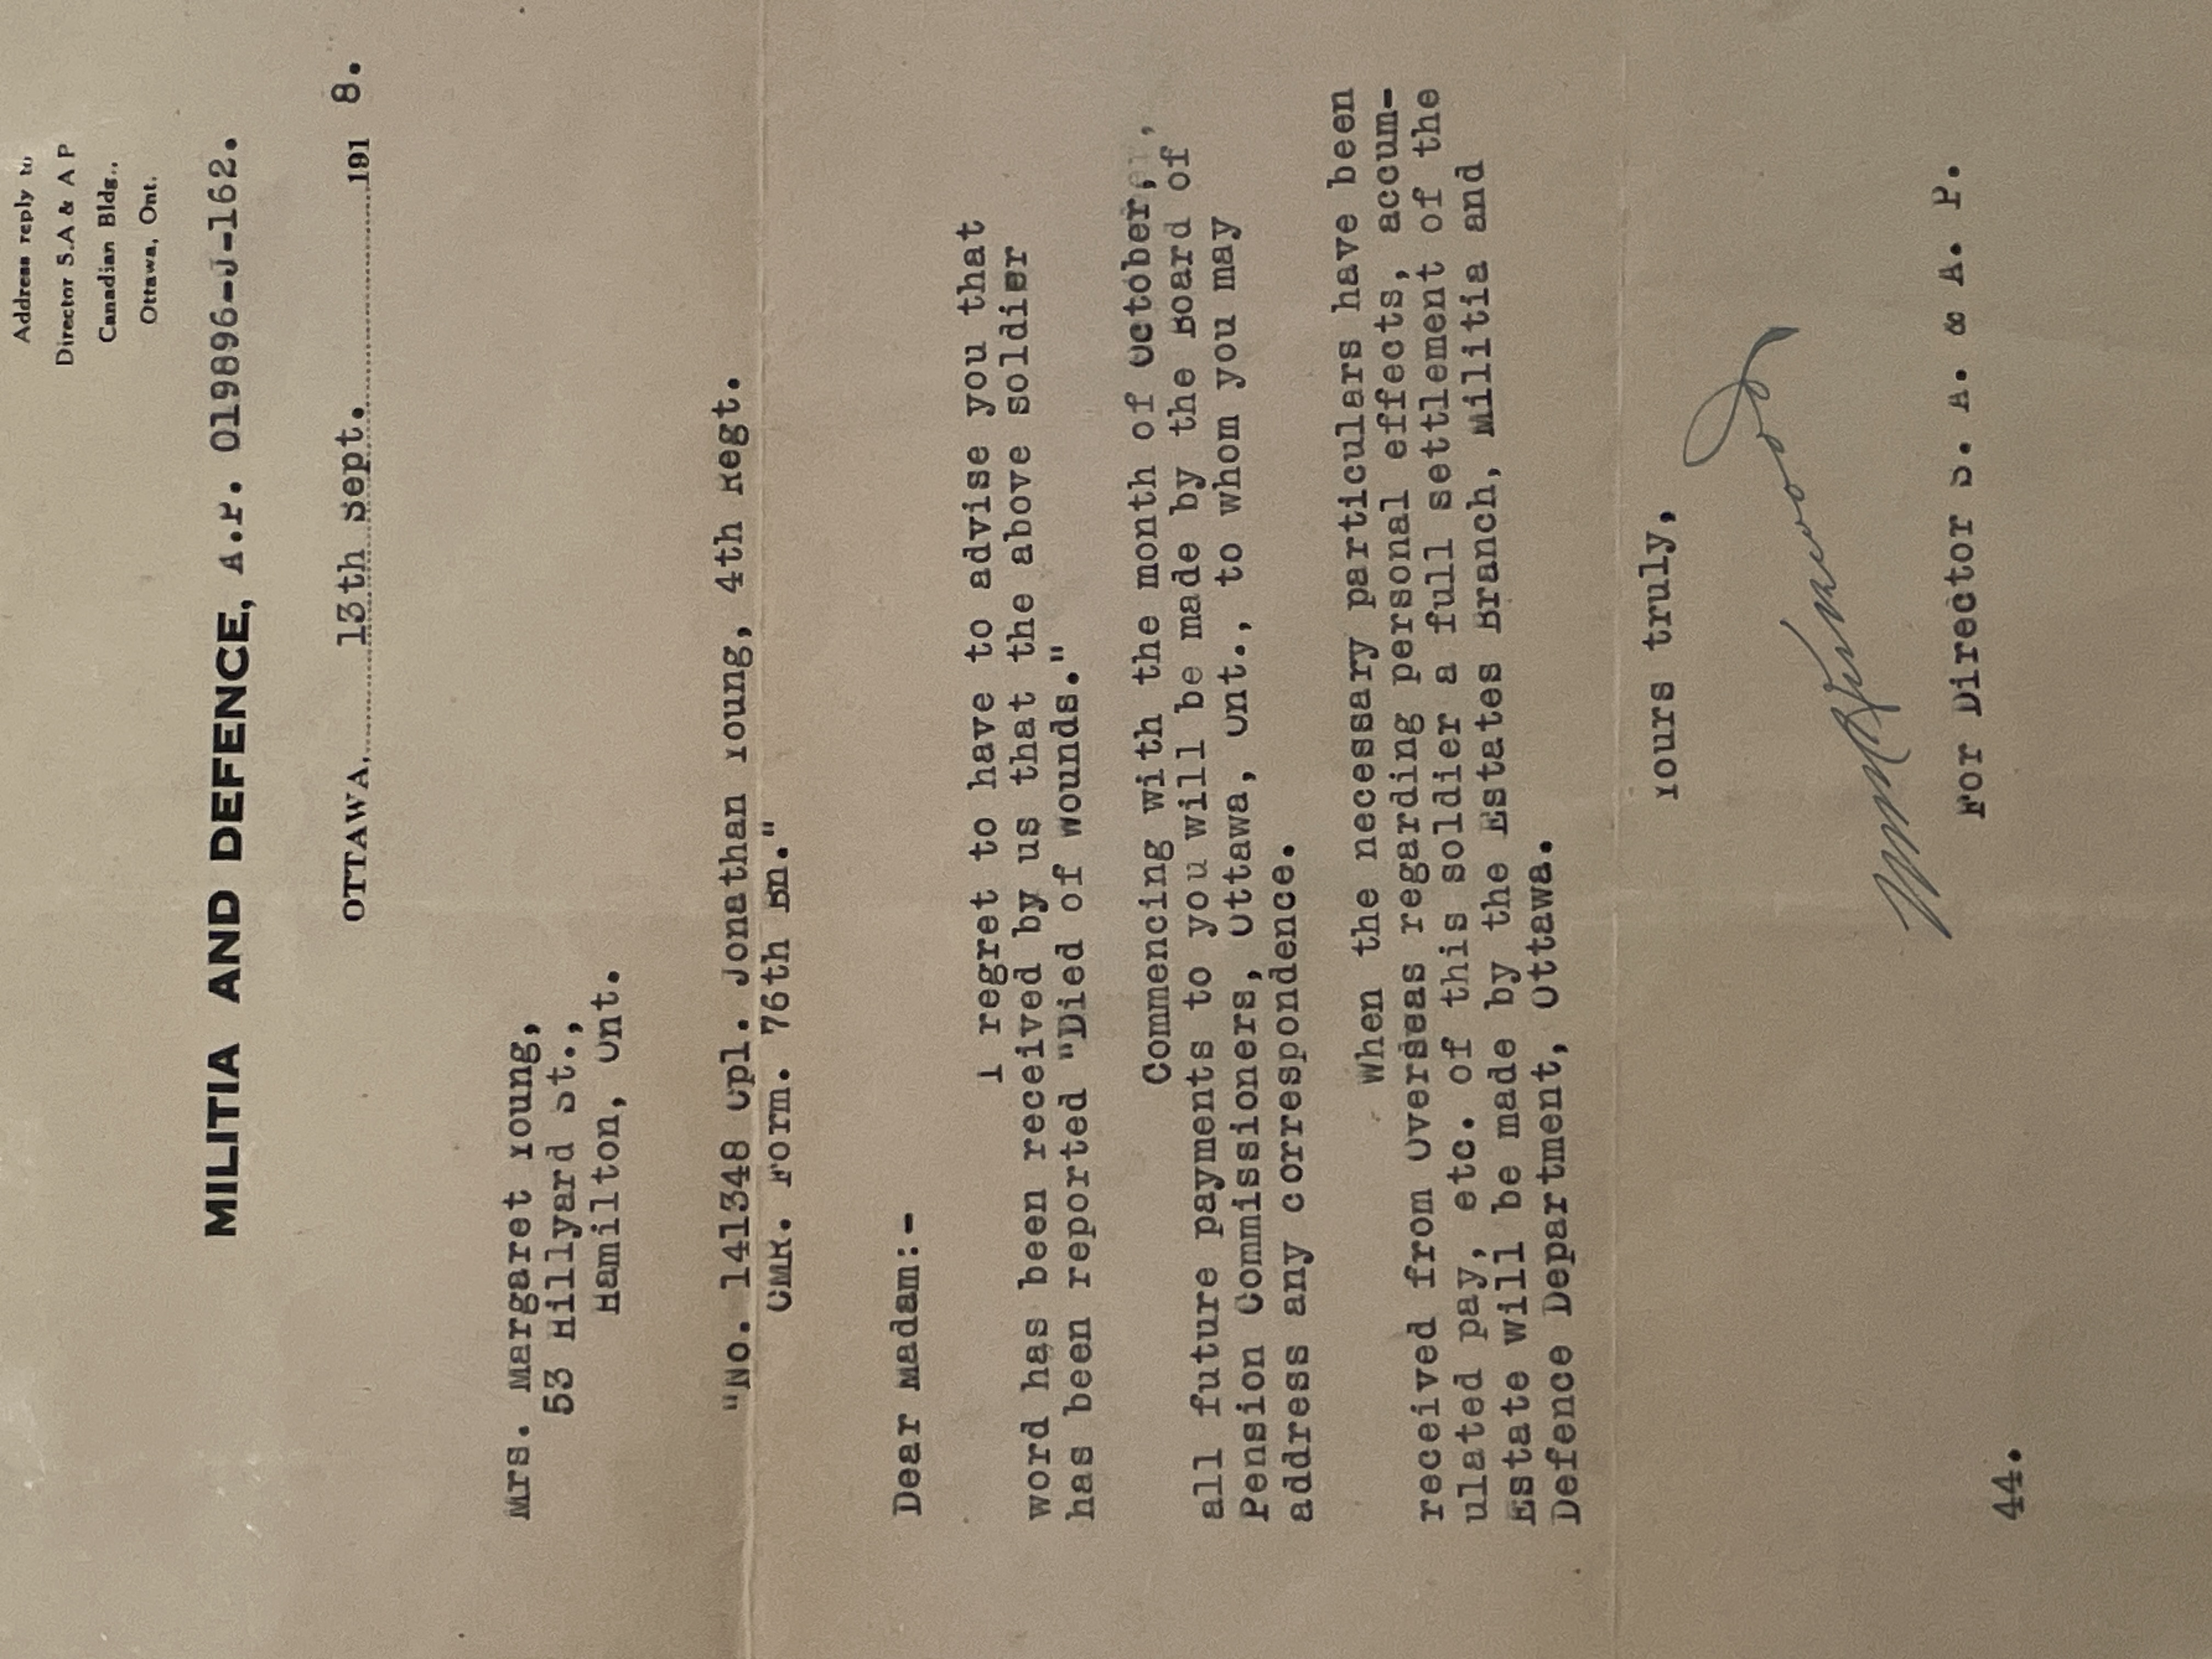 Address reply to
Director S.A & A P
Canadian Bldg.,
Ottawa, Ont.
MILITIA AND DEFENCE, A.P. 019896-J-162.
OTTAWA, 13th Sept. 191 8.
Mrs. Margaret Young,
53 Hillyard St.,
Hamilton, Ont.
"No. 141348 Cpl. Jonathan Young, 4th Regt.
CMR. Form. 76th Bn."
Dear Madam:-
I regret to have to advise you that
word has been received by us that the above soldier
has been reported "Died of Wounds."
Commencing with the month of October,
all future payments to you will be made by the Board of
Pension Commissioners, Ottawa, Ont., to whom you may
address any correspondence.
When the necessary particulars have been
received from Overseas regarding personal effects, accum-
ulated pay, etc. of this soldier a full settlement of the
Estate will be made by the Estates Branch, Militia and
Defence Department, Ottawa.
Yours truly,
For Director S. A. & A. P.
44.